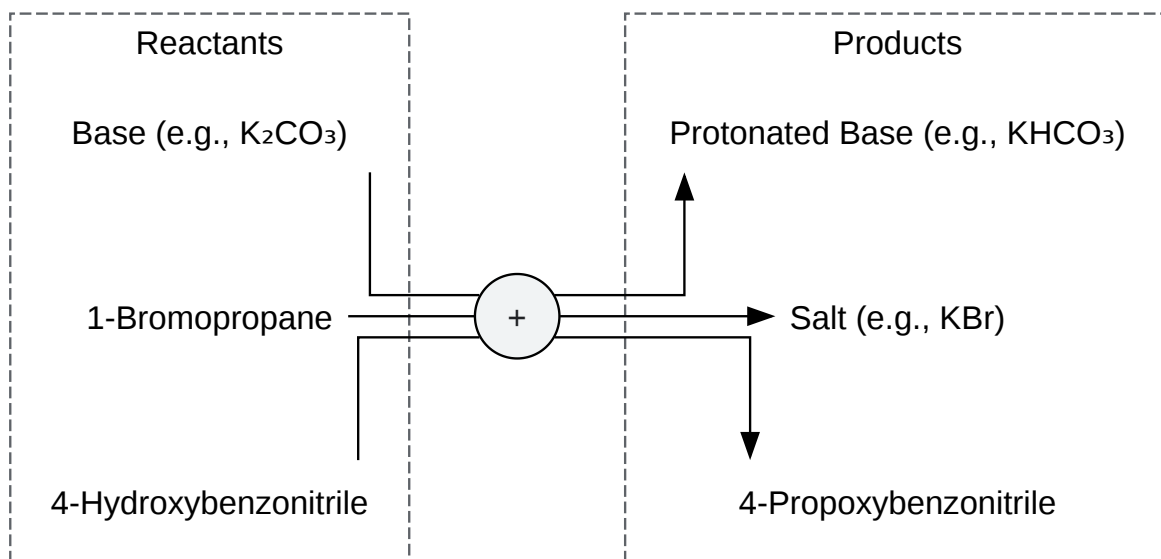 Reactants
Products
Base (e.g., K₂CO₃)
Protonated Base (e.g., KHCO₃)
1-Bromopropane
+
Salt (e.g., KBr)
4-Hydroxybenzonitrile
4-Propoxybenzonitrile